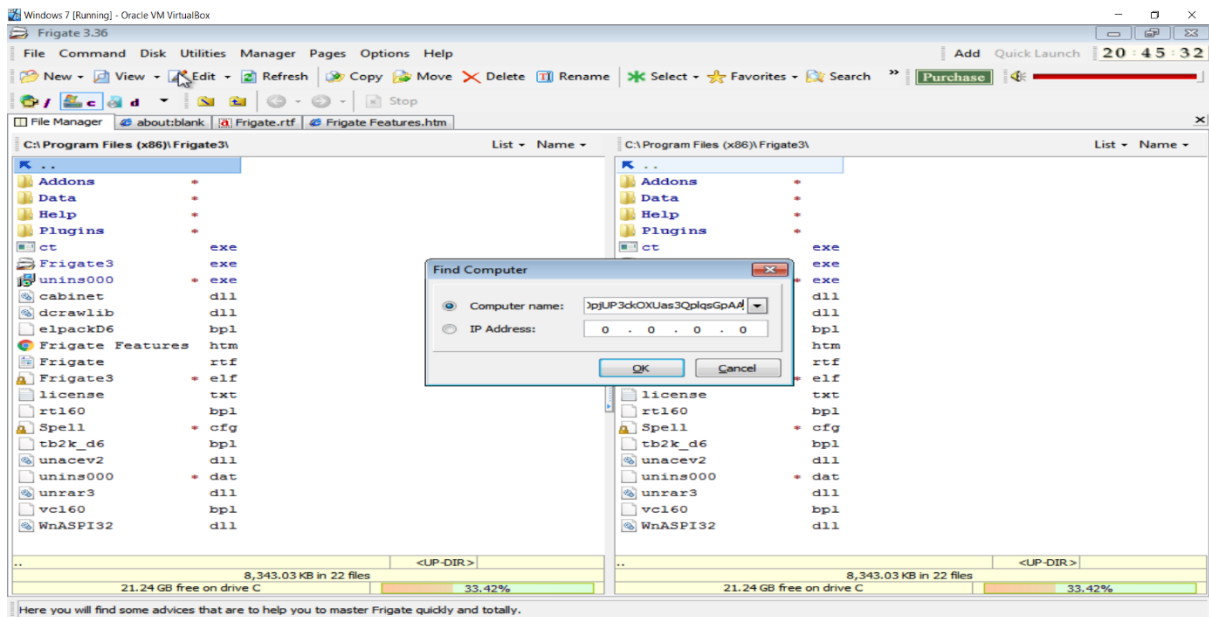 Windows 7 [Running] - Oracle VM VirtualBox
Frigate 3.36
File Command Disk Utilities Manager Pages Options Help Add Quick Launch 20:45:32
New View Edit Refresh Copy Move Delete Rename Select Favorites Search » Purchase
/ c d Stop
File Manager about:blank Frigate.rtf Frigate Features.htm
C:\Program Files (x86)\Frigate3\ List Name C:\Program Files (x86)\Frigate3\ List Name
.. ..
Addons * Addons *
Data * Data *
Help * Help *
Plugins * Plugins *
ct exe ct exe
Frigate3 exe exe
unins000 * exe * exe
cabinet dll dll
dcrawlib dll dll
elpackD6 bpl bpl
Frigate Features htm htm
Frigate rtf rtf
Frigate3 * elf * elf
license txt license txt
rtl60 bpl rtl60 bpl
Spell * cfg Spell * cfg
tb2k_d6 bpl tb2k_d6 bpl
unacev2 dll unacev2 dll
unins000 * dat unins000 * dat
unrar3 dll unrar3 dll
vcl60 bpl vcl60 bpl
WnASPI32 dll WnASPI32 dll
Find Computer
Computer name:
IP Address: 0 . 0 . 0 . 0
OK Cancel
.. <UP-DIR> .. <UP-DIR>
8,343.03 KB in 22 files 8,343.03 KB in 22 files
21.24 GB free on drive C 33.42% 21.24 GB free on drive C 33.42%
Here you will find some advices that are to help you to master Frigate quickly and totally.